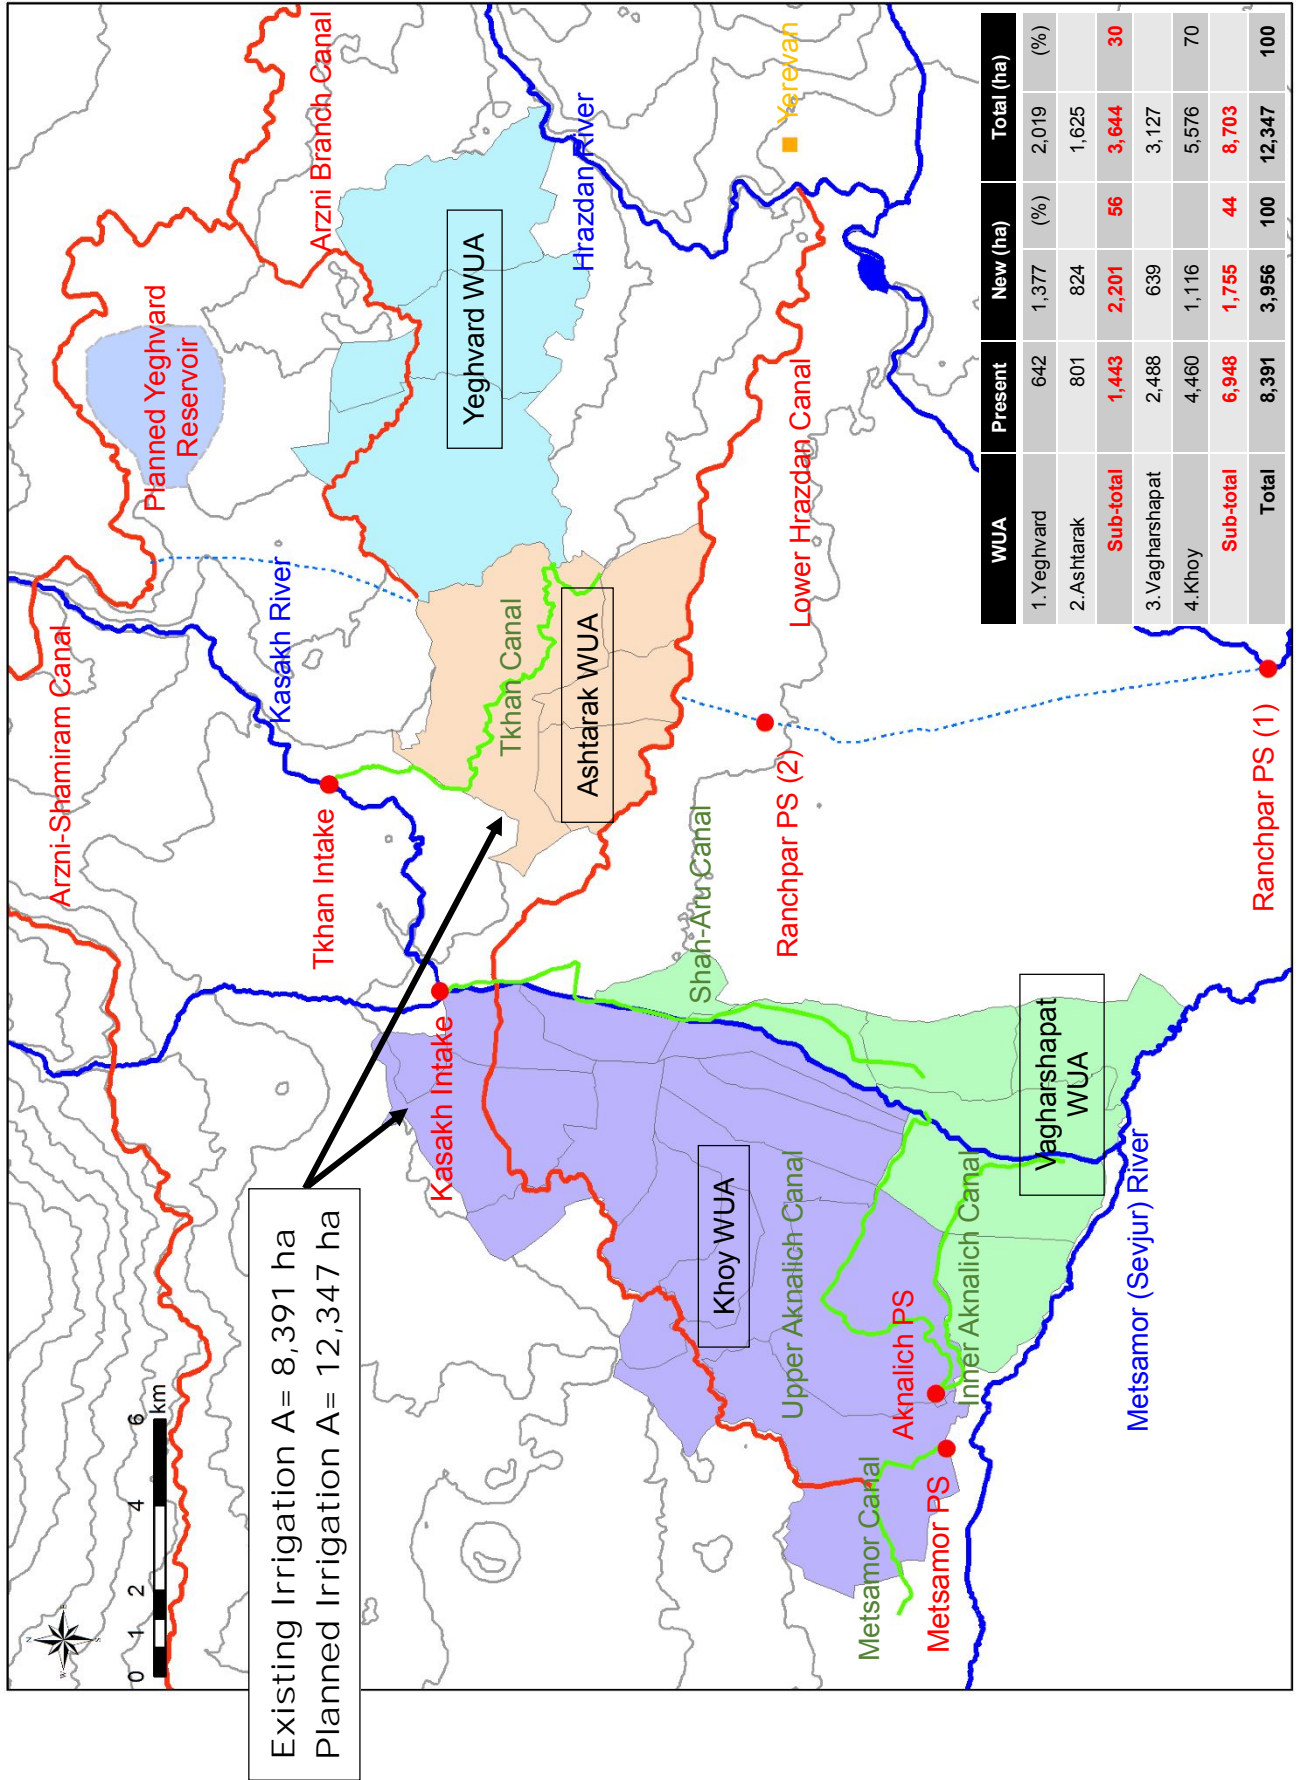 Existing Irrigation A= 8,391 ha
Planned Irrigation A= 12,347 ha
N
W
E
S
0 1 2 4 6
km
Arzni-Shamiram Canal
Planned Yeghvard
Reservoir
Arzni Branch Canal
Kasakh River
Tkhan Intake
Kasakh Intake
Tkhan Canal
Yeghvard WUA
Hrazdan River
Ashtarak WUA
Yerevan
Lower Hrazdan Canal
Shah-Aru Canal
Ranchpar PS (2)
Khoy WUA
Upper Aknalich Canal
Metsamor Canal
Aknalich PS
Metsamor PS
Inner Aknalich Canal
Vagharshapat
WUA
Metsamor (Sevjur) River
Ranchpar PS (1)
WUA Present New (ha) Total (ha)
1.Yeghvard 642 1,377 (%) 2,019 (%)
2.Ashtarak 801 824 1,625
Sub-total 1,443 2,201 56 3,644 30
3.Vagharshapat 2,488 639 3,127
4.Khoy 4,460 1,116 5,576 70
Sub-total 6,948 1,755 44 8,703
Total 8,391 3,956 100 12,347 100